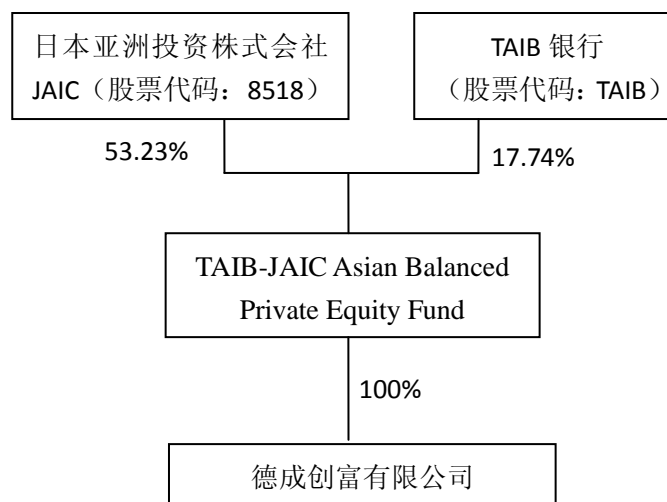 日本亚洲投资株式会社
JAIC（股票代码：8518）
TAIB 银行
（股票代码：TAIB）
53.23%
17.74%
TAIB-JAIC Asian Balanced
Private Equity Fund
100%
德成创富有限公司